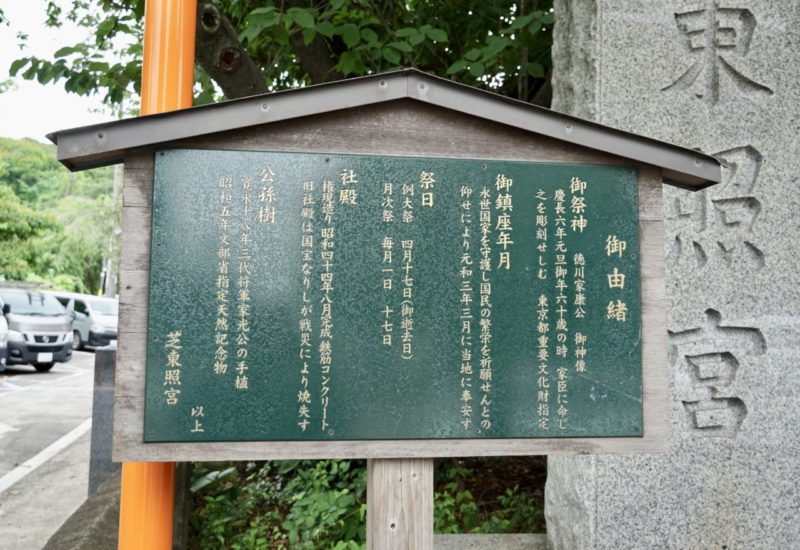 御由緒
御祭神　徳川家康公　御神像
慶長六年元旦御年六十歳の時　家臣に命じ
之を彫刻せしむ　東京都重要文化財指定
御鎮座年月
永世国家を守護し国民の繁栄を祈願せんとの
仰せにより元和三年三月に当地に奉安す
祭日
例大祭　四月十七日（御逝去日）
月次祭　毎月一日　十七日
社殿
権現造り　昭和四十四年八月完成　鉄筋コンクリート
旧社殿は国宝なりしが戦災により焼失す
公孫樹
寛永十八年三代将軍家光公の手植
昭和五年文部省指定天然記念物
以上
芝東照宮
東照宮